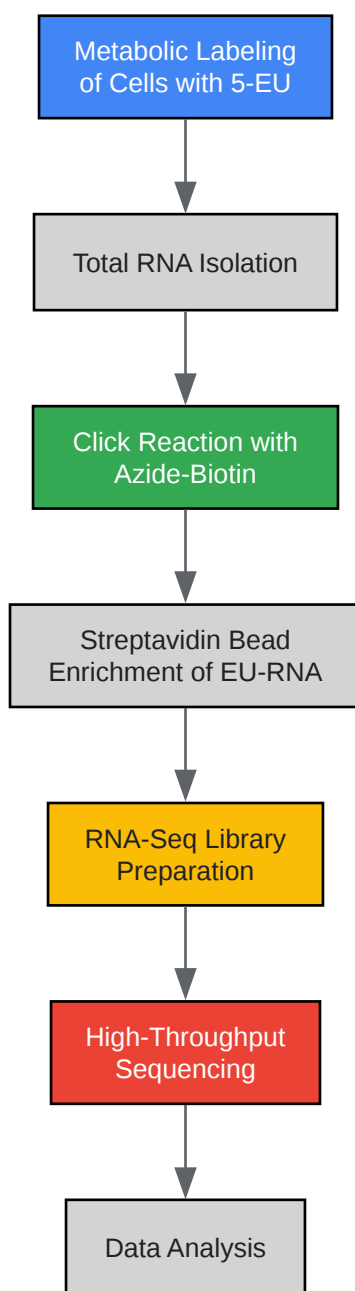 Metabolic Labeling
of Cells with 5-EU
Total RNA Isolation
Click Reaction with
Azide-Biotin
Streptavidin Bead
Enrichment of EU-RNA
RNA-Seq Library
Preparation
High-Throughput
Sequencing
Data Analysis